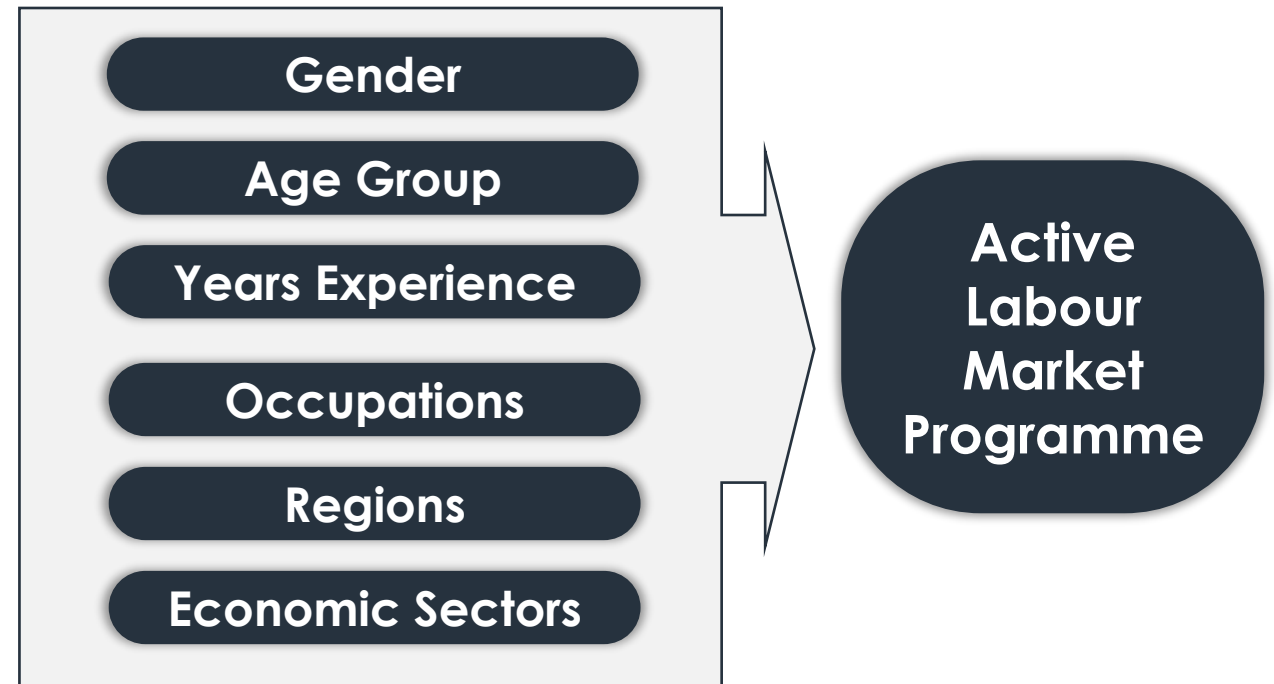 Gender
Age Group
Years Experience
Occupations
Regions
Economic Sectors
Active
Labour
Market
Programme